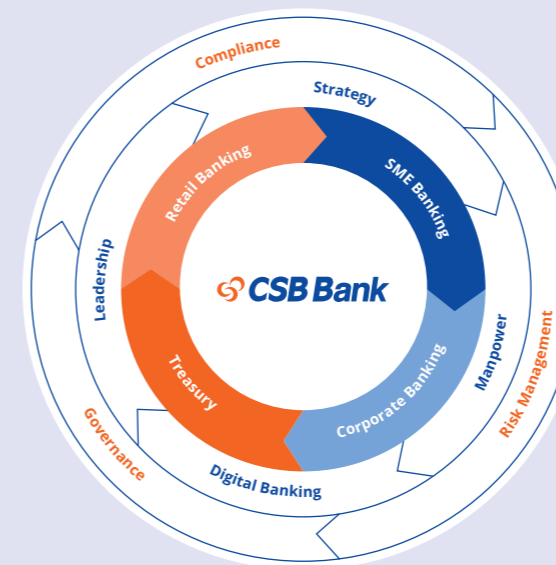 Compliance
Strategy
Retail Banking
SME Banking
Leadership
CSB Bank
Manpower
Risk Management
Treasury
Corporate Banking
Governance
Digital Banking